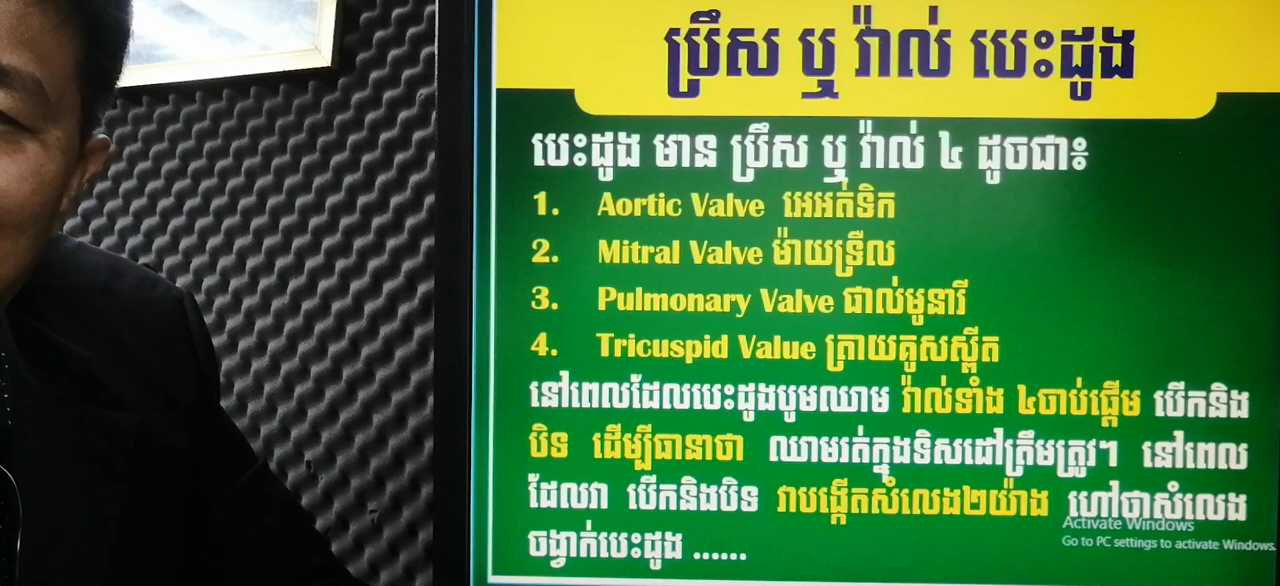 ប្រឹស ឬ វ៉ាល់ បេះដូង
បេះដូង មាន ប្រឹស ឬ វ៉ាល់ ៤ ដូចជា៖
1. Aortic Valve អេអរត់ទិក
2. Mitral Valve ម៉ាយទ្រីល
3. Pulmonary Valve ផាល់មូនារី
4. Tricuspid Value ត្រាយគូសស្ពីត
នៅពេលដែលបេះដូងបូមឈាម វ៉ាល់ទាំង ៤ចាប់ផ្តើម បើកនិង
បិទ ដើម្បីធានាថា ឈាមរត់ក្នុងទិសដៅត្រឹមត្រូវ។ នៅពេល
ដែលវា បើកនិងបិទ វាបង្កើតសំលេង២យ៉ាង ហៅថាសំលេង
ចង្វាក់បេះដូង ......
Activate Windows
Go to PC settings to activate Windows.